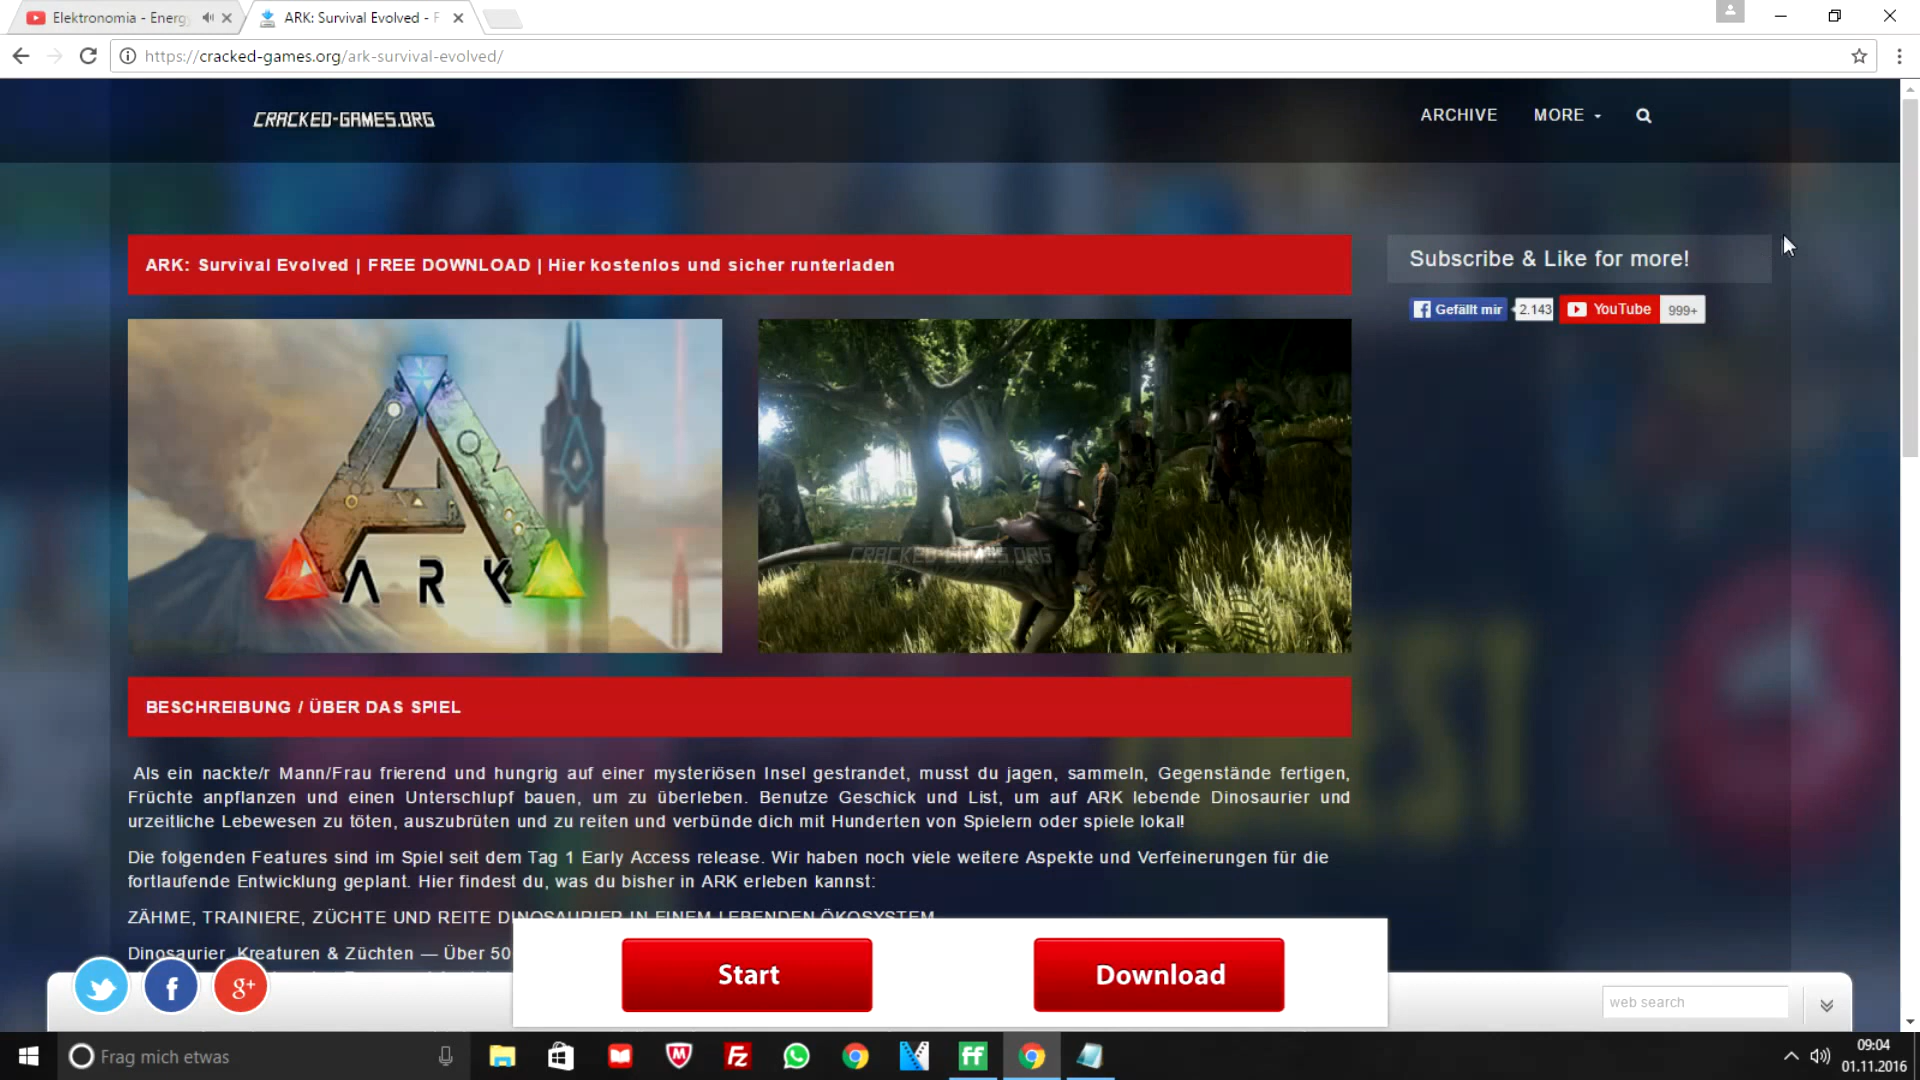 Elektronomia - Energ
ARK: Survival Evolved - F
https://cracked-games.org/ark-survival-evolved/
CRACKED-GAMES.ORG
ARCHIVE
MORE
ARK: Survival Evolved | FREE DOWNLOAD | Hier kostenlos und sicher runterladen
Subscribe & Like for more!
Gefällt mir
2.143
YouTube
999+
ARK
CRACKED-GAMES.ORG
BESCHREIBUNG / ÜBER DAS SPIEL
Als ein nackte/r Mann/Frau frierend und hungrig auf einer mysteriösen Insel gestrandet, musst du jagen, sammeln, Gegenstände fertigen,
Früchte anpflanzen und einen Unterschlupf bauen, um zu überleben. Benutze Geschick und List, um auf ARK lebende Dinosaurier und
urzeitliche Lebewesen zu töten, auszubrüten und zu reiten und verbünde dich mit Hunderten von Spielern oder spiele lokal!
Die folgenden Features sind im Spiel seit dem Tag 1 Early Access release. Wir haben noch viele weitere Aspekte und Verfeinerungen für die
fortlaufende Entwicklung geplant. Hier findest du, was du bisher in ARK erleben kannst:
ZÄHME, TRAINIERE, ZÜCHTE UND REITE DINOSAURIER IN EINEM LEBENDEN ÖKOSYSTEM
Dinosaurier, Kreaturen & Züchten — Über 50
Start
Download
web search
Frag mich etwas
09:04
01.11.2016